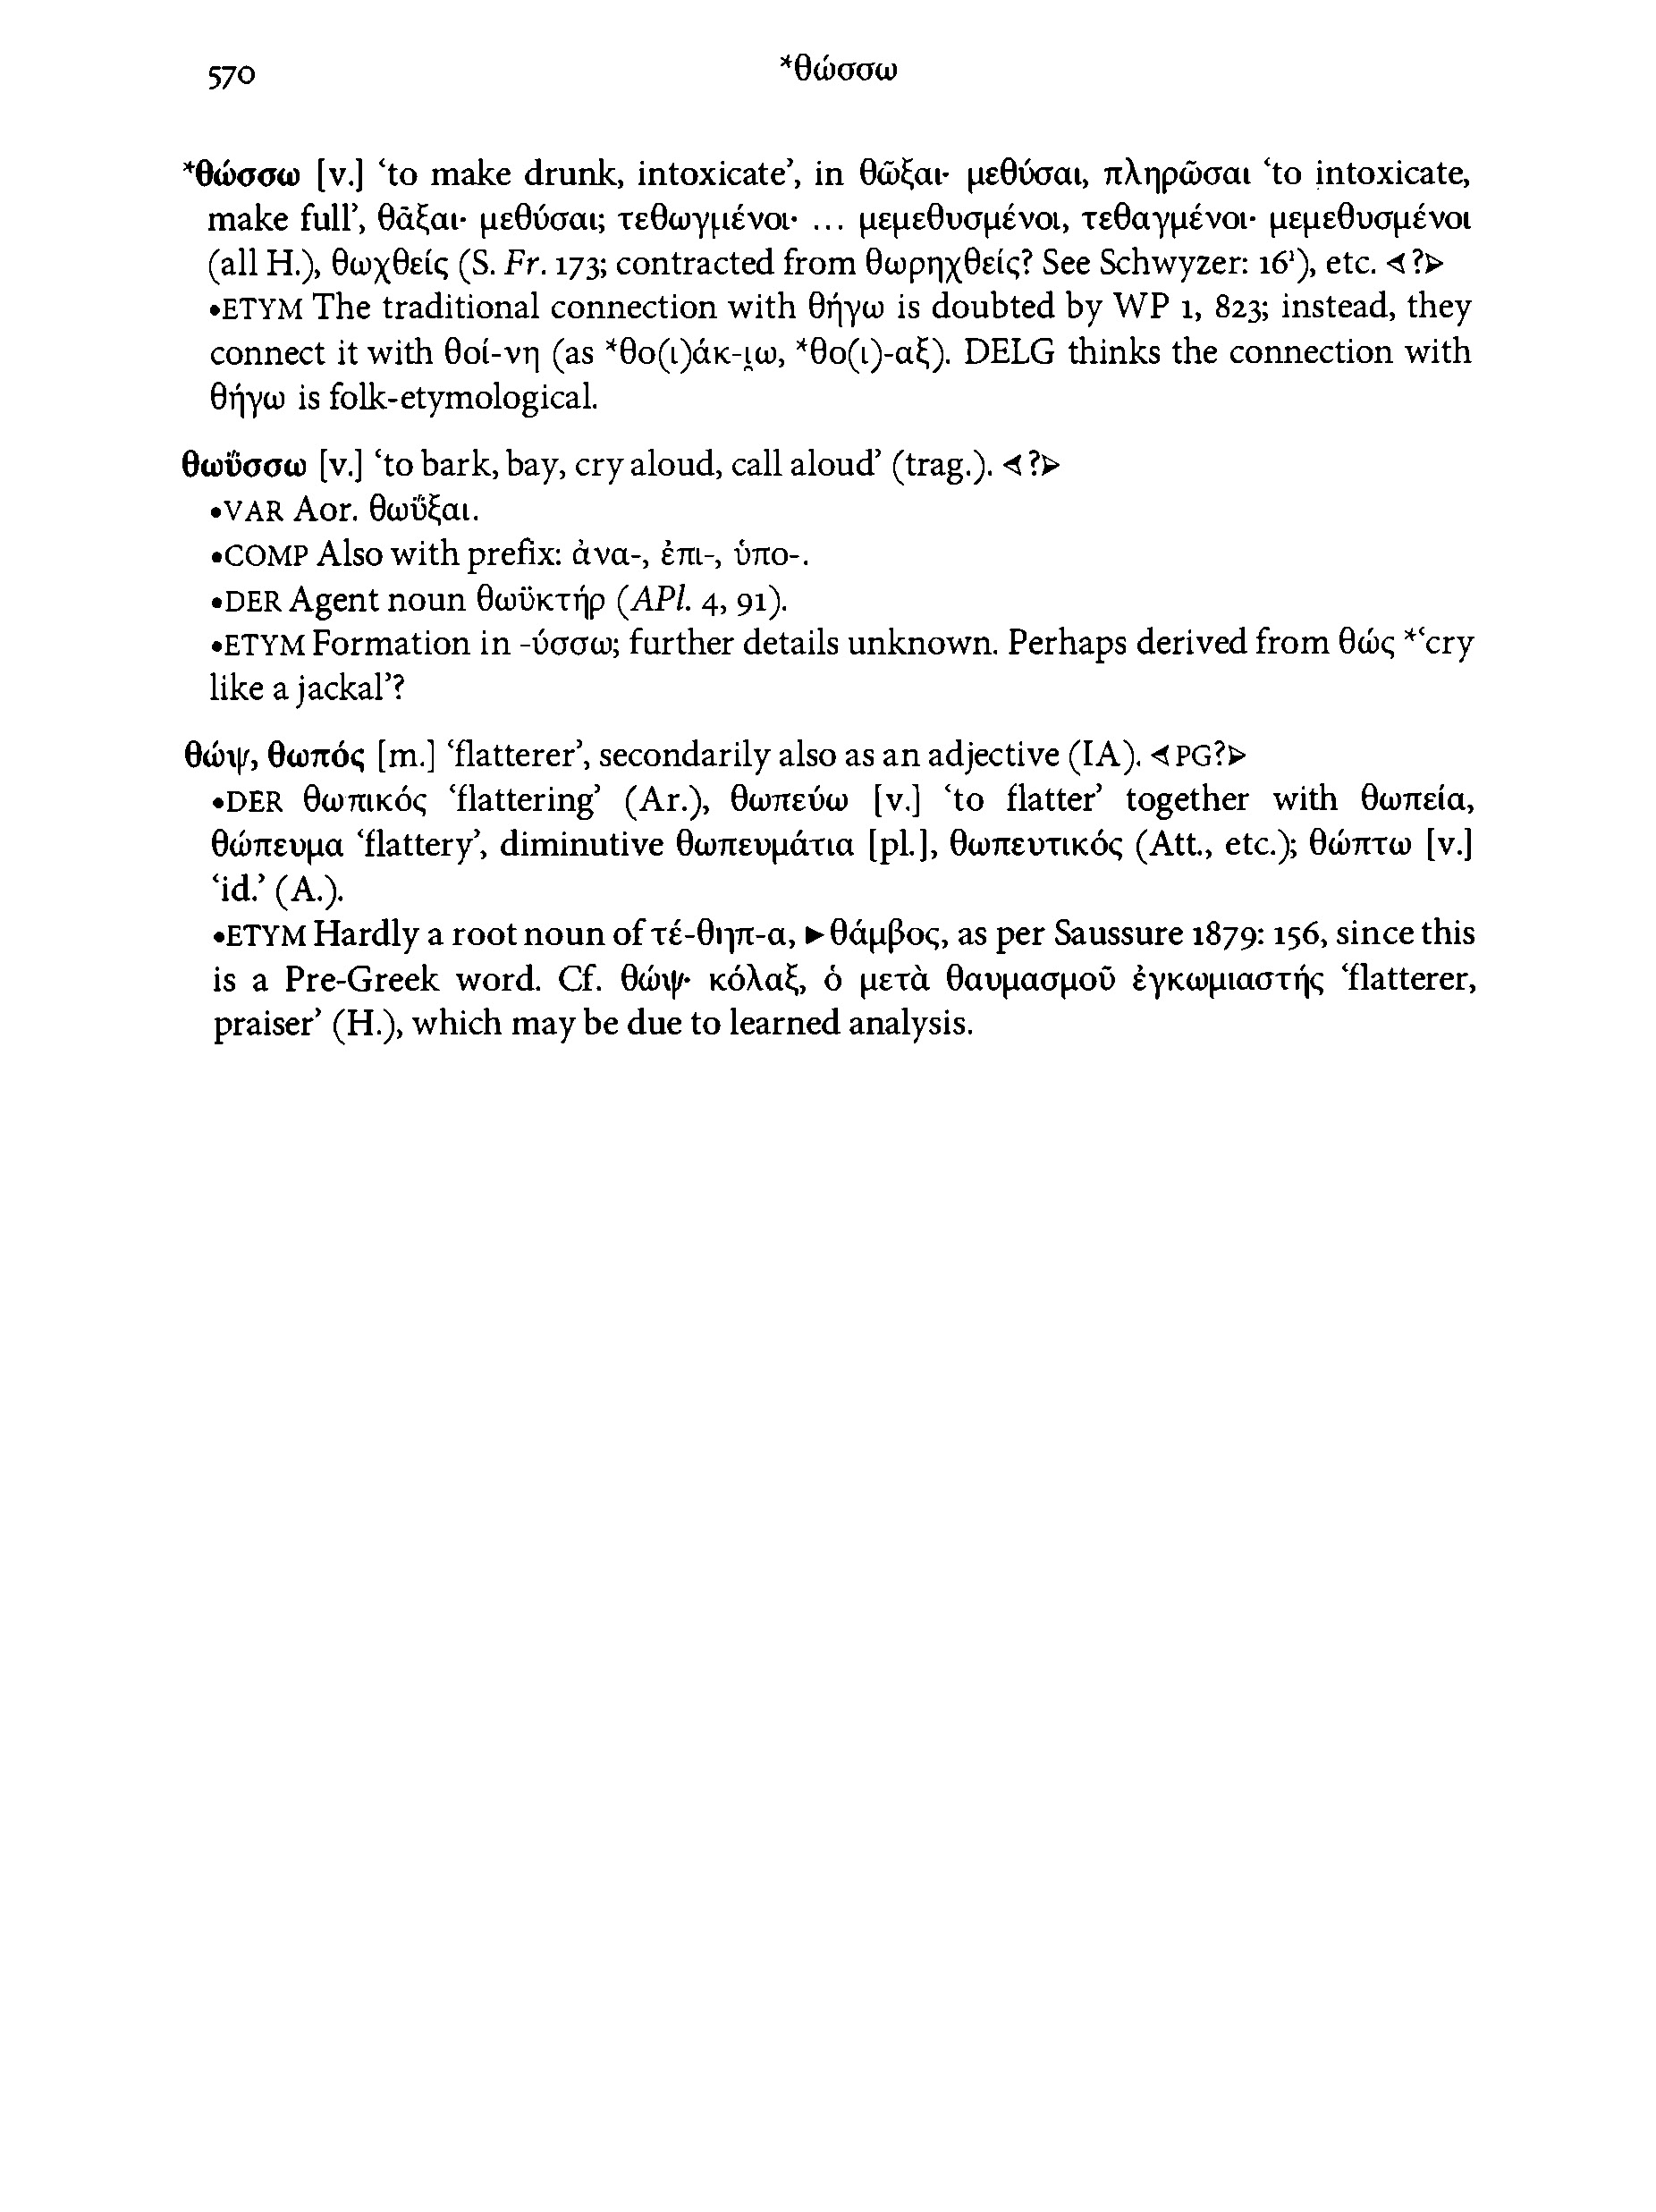 570
*θώσσω
*θώσσω [v.] ‘to make drunk, intoxicate’, in θῶξαι· μεθύσαι, πληρῶσαι ‘to intoxicate,
make full’, θᾶξαι· μεθύσαι; τεθωγμένοι· ... μεμεθυσμένοι, τεθαγμένοι· μεμεθυσμένοι
(all H.), θωχθείς (S. Fr. 173; contracted from θωρηχθείς? See Schwyzer: 16¹), etc. ⊲?⊳
•ETYM The traditional connection with θήγω is doubted by WP 1, 823; instead, they
connect it with θοί-νη (as *θο(ι)άκ-ι̯ω, *θο(ι)-αξ). DELG thinks the connection with
θήγω is folk-etymological.
θωΰσσω [v.] ‘to bark, bay, cry aloud, call aloud’ (trag.). ⊲?⊳
•VAR Aor. θωΰξαι.
•COMP Also with prefix: ἀνα-, ἐπι-, ὑπο-.
•DER Agent noun θωϋκτήρ (APl. 4, 91).
•ETYM Formation in -ύσσω; further details unknown. Perhaps derived from θώς *‘cry
like a jackal’?
θώψ, θωπός [m.] ‘flatterer’, secondarily also as an adjective (IA). ⊲PG?⊳
•DER θωπικός ‘flattering’ (Ar.), θωπεύω [v.] ‘to flatter’ together with θωπεία,
θώπευμα ‘flattery’, diminutive θωπευμάτια [pl.], θωπευτικός (Att., etc.); θώπτω [v.]
‘id.’ (A.).
•ETYM Hardly a root noun of τέ-θηπ-α, ►θάμβος, as per Saussure 1879: 156, since this
is a Pre-Greek word. Cf. θώψ· κόλαξ, ὁ μετὰ θαυμασμοῦ ἐγκωμιαστής ‘flatterer,
praiser’ (H.), which may be due to learned analysis.